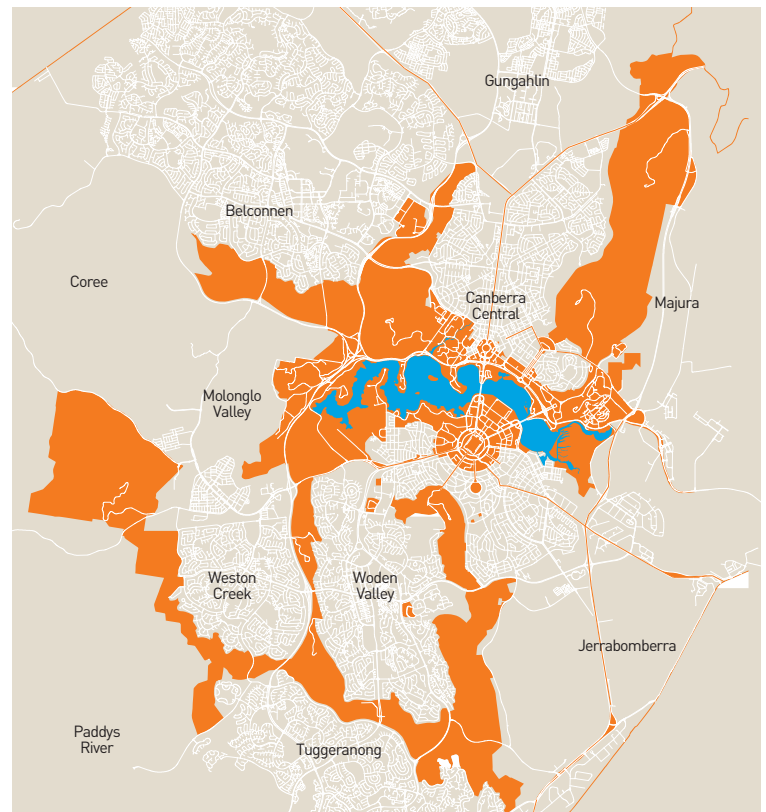 Gungahlin
Belconnen
Coree
Canberra
Central
Majura
Molonglo
Valley
Weston
Creek
Woden
Valley
Jerrabomberra
Paddys
River
Tuggeranong